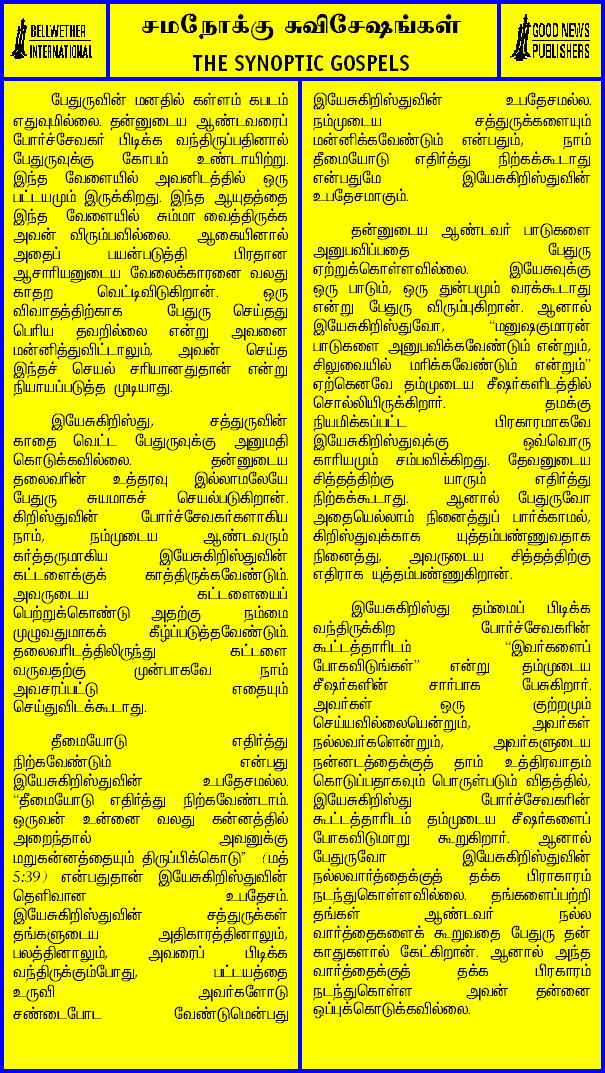 BELLWETHER
INTERNATIONAL
சமநோக்கு சுவிசேஷங்கள்
THE SYNOPTIC GOSPELS
GOOD NEWS
PUBLISHERS
பேதுருவின் மனதில் கள்ளம் கபடம்
எதுவுமில்லை. தன்னுடைய ஆண்டவரைப்
போர்ச்சேவகர் பிடிக்க வந்திருப்பதினால்
பேதுருவுக்கு கோபம் உண்டாயிற்று.
இந்த வேளையில் அவனிடத்தில் ஒரு
பட்டயமும் இருக்கிறது. இந்த ஆயுதத்தை
இந்த வேளையில் சும்மா வைத்திருக்க
அவன் விரும்பவில்லை. ஆகையினால்
அதைப் பயன்படுத்தி பிரதான
ஆசாரியனுடைய வேலைக்காரனை வலது
காதற வெட்டிவிடுகிறான். ஒரு
விவாதத்திற்காக பேதுரு செய்தது
பெரிய தவறில்லை என்று அவனை
மன்னித்துவிட்டாலும், அவன் செய்த
இந்தச் செயல் சரியானதுதான் என்று
நியாயப்படுத்த முடியாது.
இயேசுகிறிஸ்து, சத்துருவின்
காதை வெட்ட பேதுருவுக்கு அனுமதி
கொடுக்கவில்லை. தன்னுடைய
தலைவரின் உத்தரவு இல்லாமலேயே
பேதுரு சுயமாகச் செயல்படுகிறான்.
கிறிஸ்துவின் போர்ச்சேவகர்களாகிய
நாம், நம்முடைய ஆண்டவரும்
கர்த்தருமாகிய இயேசுகிறிஸ்துவின்
கட்டளைக்குக் காத்திருக்கவேண்டும்.
அவருடைய கட்டளையைப்
பெற்றுக்கொண்டு அதற்கு நம்மை
முழுவதுமாகக் கீழ்ப்படுத்தவேண்டும்.
தலைவரிடத்திலிருந்து கட்டளை
வருவதற்கு முன்பாகவே நாம்
அவசரப்பட்டு எதையும்
செய்துவிடக்கூடாது.
தீமையோடு எதிர்த்து
நிற்கவேண்டும் என்பது
இயேசுகிறிஸ்துவின் உபதேசமல்ல.
“தீமையோடு எதிர்த்து நிற்கவேண்டாம்.
ஒருவன் உன்னை வலது கன்னத்தில்
அறைந்தால் அவனுக்கு
மறுகன்னத்தையும் திருப்பிக்கொடு” (மத்
5:39) என்பதுதான் இயேசுகிறிஸ்துவின்
தெளிவான உபதேசம்.
இயேசுகிறிஸ்துவின் சத்துருக்கள்
தங்களுடைய அதிகாரத்தினாலும்,
பலத்தினாலும், அவரைப் பிடிக்க
வந்திருக்கும்போது, பட்டயத்தை
உருவி அவர்களோடு
சண்டைபோட வேண்டுமென்பது
இயேசுகிறிஸ்துவின் உபதேசமல்ல.
நம்முடைய சத்துருக்களையும்
மன்னிக்கவேண்டும் என்பதும், நாம்
தீமையோடு எதிர்த்து நிற்கக்கூடாது
என்பதுமே இயேசுகிறிஸ்துவின்
உபதேசமாகும்.
தன்னுடைய ஆண்டவர் பாடுகளை
அனுபவிப்பதை பேதுரு
ஏற்றுக்கொள்ளவில்லை. இயேசுவுக்கு
ஒரு பாடும், ஒரு துன்பமும் வரக்கூடாது
என்று பேதுரு விரும்புகிறான். ஆனால்
இயேசுகிறிஸ்துவோ, “மனுஷகுமாரன்
பாடுகளை அனுபவிக்கவேண்டும் என்றும்,
சிலுவையில் மரிக்கவேண்டும் என்றும்”
ஏற்கெனவே தம்முடைய சீஷர்களிடத்தில்
சொல்லியிருக்கிறார். தமக்கு
நியமிக்கப்பட்ட பிரகாரமாகவே
இயேசுகிறிஸ்துவுக்கு ஒவ்வொரு
காரியமும் சம்பவிக்கிறது. தேவனுடைய
சித்தத்திற்கு யாரும் எதிர்த்து
நிற்கக்கூடாது. ஆனால் பேதுருவோ
அதையெல்லாம் நினைத்துப் பார்க்காமல்,
கிறிஸ்துவுக்காக யுத்தம்பண்ணுவதாக
நினைத்து, அவருடைய சித்தத்திற்கு
எதிராக யுத்தம்பண்ணுகிறான்.
இயேசுகிறிஸ்து தம்மைப் பிடிக்க
வந்திருக்கிற போர்ச்சேவகரின்
கூட்டத்தாரிடம் “இவர்களைப்
போகவிடுங்கள்” என்று தம்முடைய
சீஷர்களின் சார்பாக பேசுகிறார்.
அவர்கள் ஒரு குற்றமும்
செய்யவில்லையென்றும், அவர்கள்
நல்லவர்களென்றும், அவர்களுடைய
நன்னடத்தைக்குத் தாம் உத்திரவாதம்
கொடுப்பதாகவும் பொருள்படும் விதத்தில்,
இயேசுகிறிஸ்து போர்ச்சேவகரின்
கூட்டத்தாரிடம் தம்முடைய சீஷர்களைப்
போகவிடுமாறு கூறுகிறார். ஆனால்
பேதுருவோ இயேசுகிறிஸ்துவின்
நல்லவார்த்தைக்குத் தக்க பிராகாரம்
நடந்துகொள்ளவில்லை. தங்களைப்பற்றி
தங்கள் ஆண்டவர் நல்ல
வார்த்தைகளைக் கூறுவதை பேதுரு தன்
காதுகளால் கேட்கிறான். ஆனால் அந்த
வார்த்தைக்குத் தக்க பிரகாரம்
நடந்துகொள்ள அவன் தன்னை
ஒப்புக்கொடுக்கவில்லை.